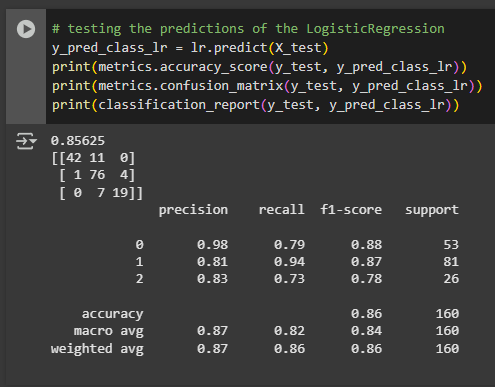 # testing the predictions of the LogisticRegression
y_pred_class_lr = lr.predict(X_test)
print(metrics.accuracy_score(y_test, y_pred_class_lr))
print(metrics.confusion_matrix(y_test, y_pred_class_lr))
print(classification_report(y_test, y_pred_class_lr))
0.85625
[[42 11  0]
 [ 1 76  4]
 [ 0  7 19]]
              precision    recall  f1-score   support
           0       0.98      0.79      0.88        53
           1       0.81      0.94      0.87        81
           2       0.83      0.73      0.78        26
    accuracy                           0.86       160
   macro avg       0.87      0.82      0.84       160
weighted avg       0.87      0.86      0.86       160